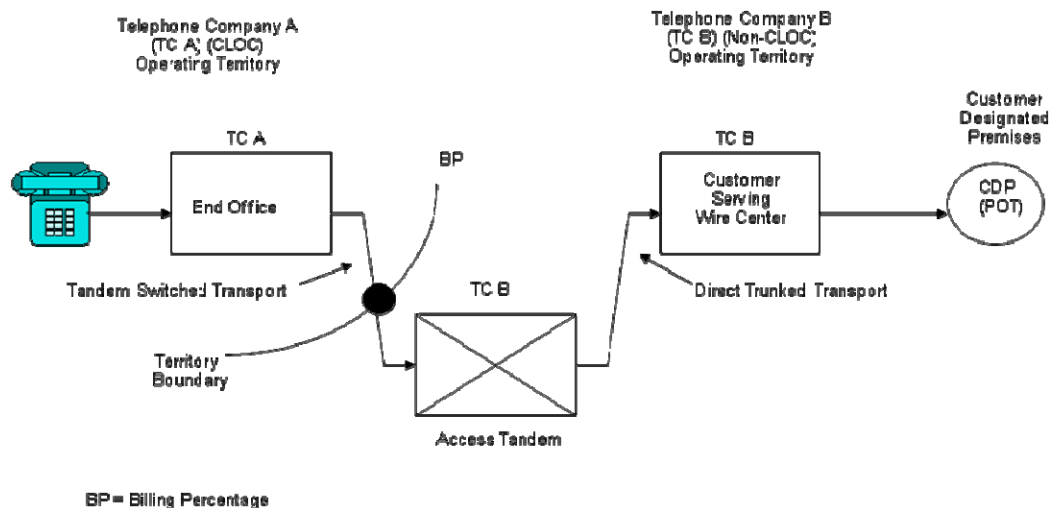 Telephone Company A
(TC A) (CLOC)
Operating Territory
Telephone Company B
(TC B) (Non-CLOC)
Operating Territory
Customer
Designated
Premises
TC A
BP
TC B
End Office
Customer
Serving
Wire Center
CDP
(POT)
Tandem Switched Transport
TC B
Direct Trunked Transport
Territory
Boundary
Access Tandem
BP = Billing Percentage